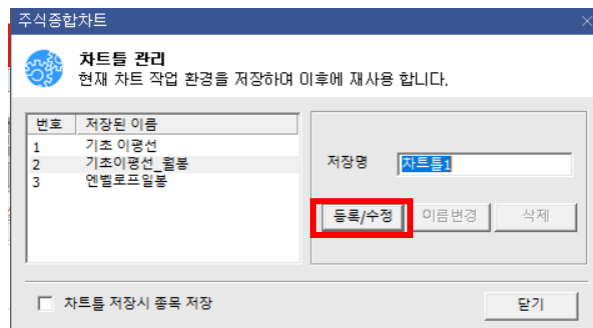 주식종합차트
차트틀 관리
현재 차트 작업 환경을 저장하며 이후에 재사용 합니다.
번호 저장된 이름
1 기초 이평선
2 기초이평선_월봉
3 엔벨로프일봉
저장명 차트틀1
등록/수정 이름변경 삭제
차트틀 저장시 종목 저장
닫기